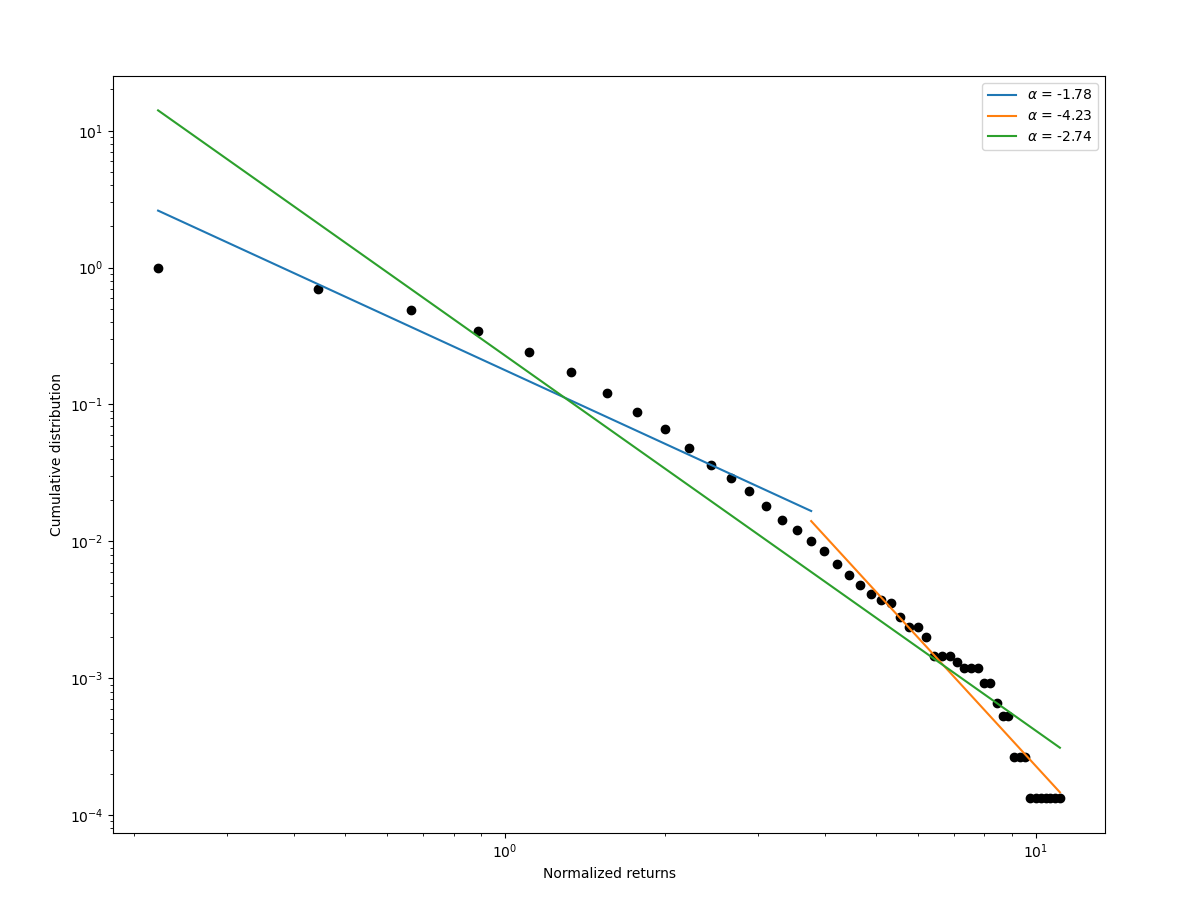 α = -1.78
α = -4.23
α = -2.74
10¹
10⁰
10⁻¹
10⁻²
10⁻³
10⁻⁴
Cumulative distribution
10⁰ 10¹
Normalized returns